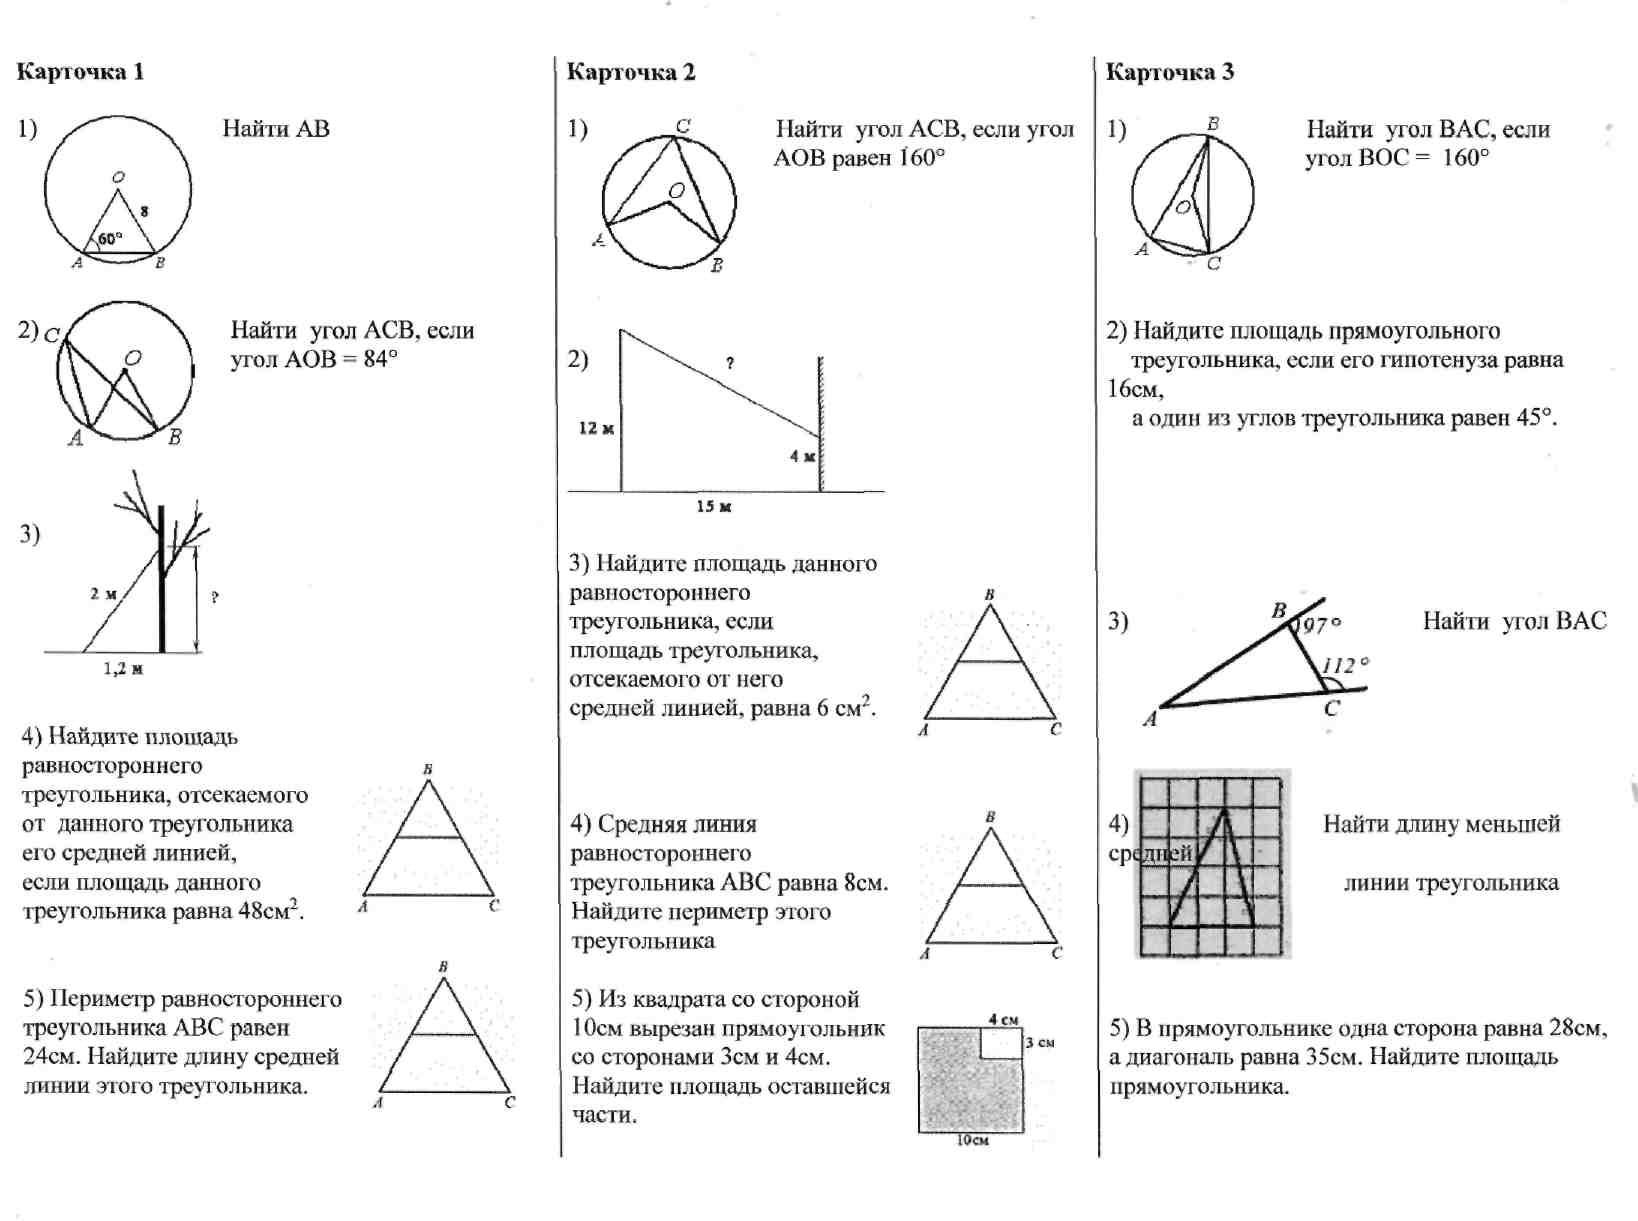 Карточка 1
1)
Найти АВ
O
8
60°
A
B
2)
C
Найти угол АСВ, если
угол АОВ = 84°
O
A
B
3)
2 м
?
1,2 м
4) Найдите площадь
равностороннего
треугольника, отсекаемого
от данного треугольника
его средней линией,
если площадь данного
треугольника равна 48см².
B
A
C
5) Периметр равностороннего
треугольника АВС равен
24см. Найдите длину средней
линии этого треугольника.
B
A
C
Карточка 2
1)
C
Найти угол АСВ, если угол
АОВ равен 160°
O
A
B
2)
?
12 м
4 м
15 м
3) Найдите площадь данного
равностороннего
треугольника, если
площадь треугольника,
отсекаемого от него
средней линией, равна 6 см².
B
A
C
4) Средняя линия
равностороннего
треугольника АВС равна 8см.
Найдите периметр этого
треугольника
B
A
C
5) Из квадрата со стороной
10см вырезан прямоугольник
со сторонами 3см и 4см.
Найдите площадь оставшейся
части.
4 см
3 см
10см
Карточка 3
1)
B
Найти угол ВАС, если
угол ВОС = 160°
O
A
C
2) Найдите площадь прямоугольного
треугольника, если его гипотенуза равна
16см,
а один из углов треугольника равен 45°.
3)
B
97°
Найти угол ВАС
112°
A
C
4)
Найти длину меньшей
средней
линии треугольника
5) В прямоугольнике одна сторона равна 28см,
а диагональ равна 35см. Найдите площадь
прямоугольника.